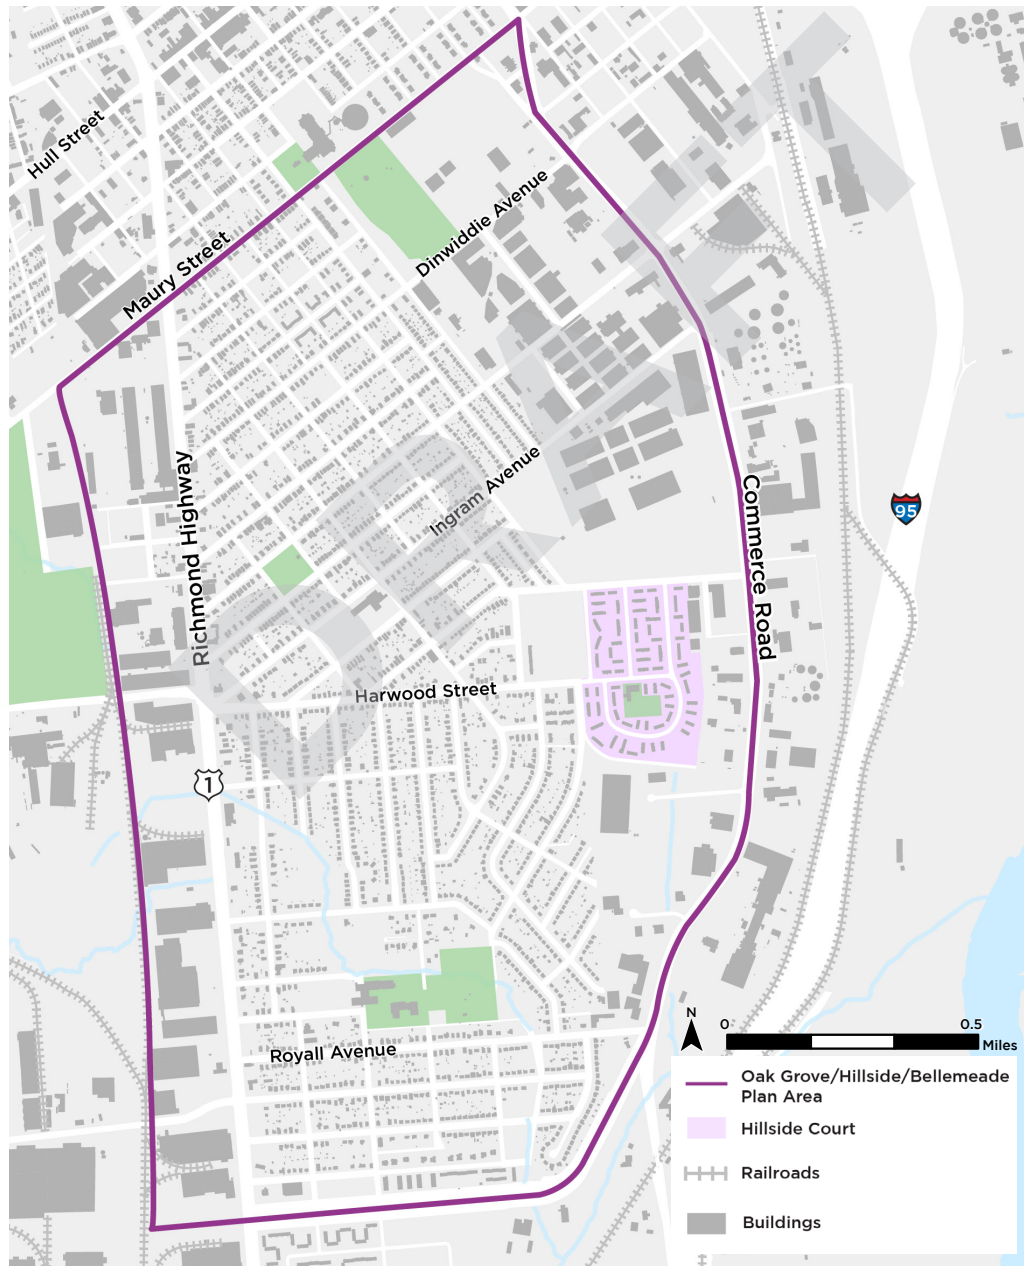 Hull Street
Maury Street
Dinwiddie Avenue
Richmond Highway
Ingram Avenue
Commerce Road
95
Harwood Street
1
Royall Avenue
N
0
0.5
Miles
Oak Grove/Hillside/Bellemeade
Plan Area
Hillside Court
Railroads
Buildings